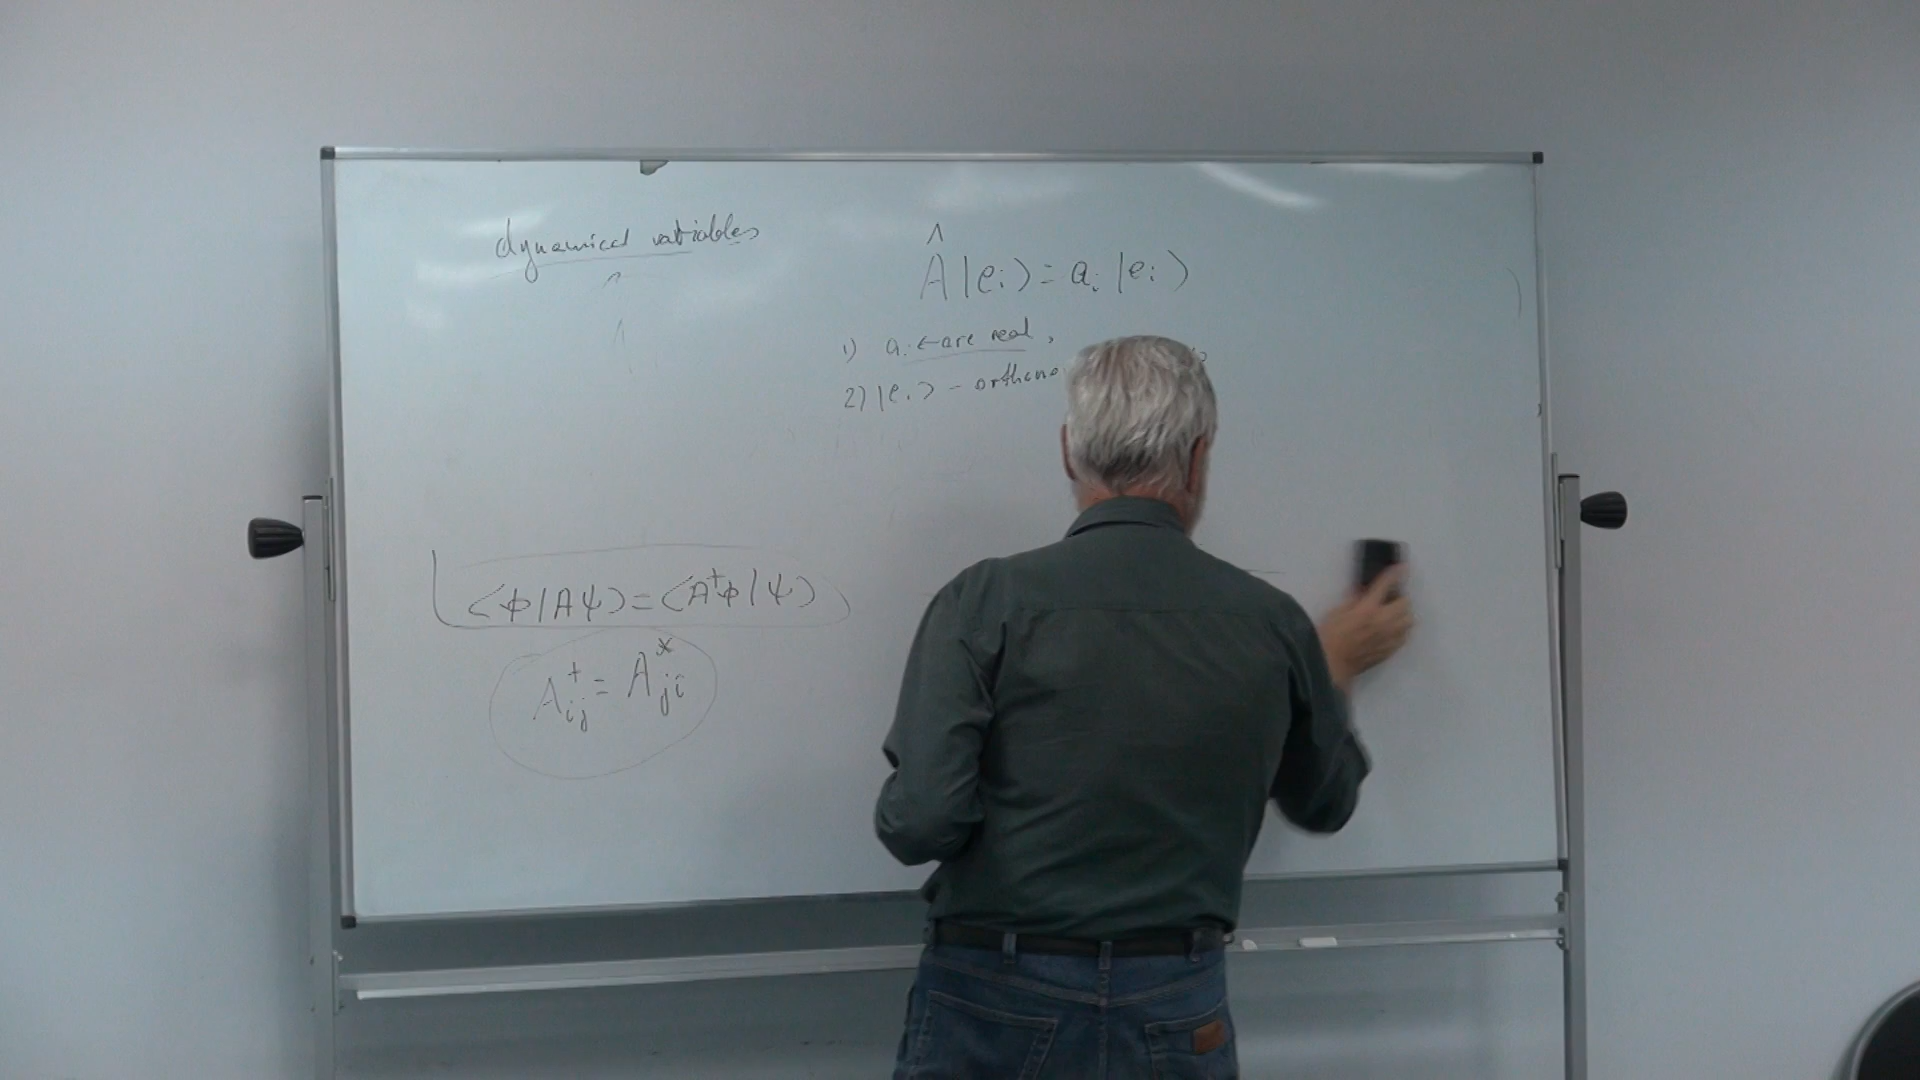 dynamical variables
Â |eᵢ⟩ = aᵢ |eᵢ⟩
1) aᵢ ← are real,
2) |eᵢ⟩ – orthono
⟨φ|Aψ⟩ = ⟨A⁺φ|ψ⟩
A⁺ᵢⱼ = A*ⱼᵢ